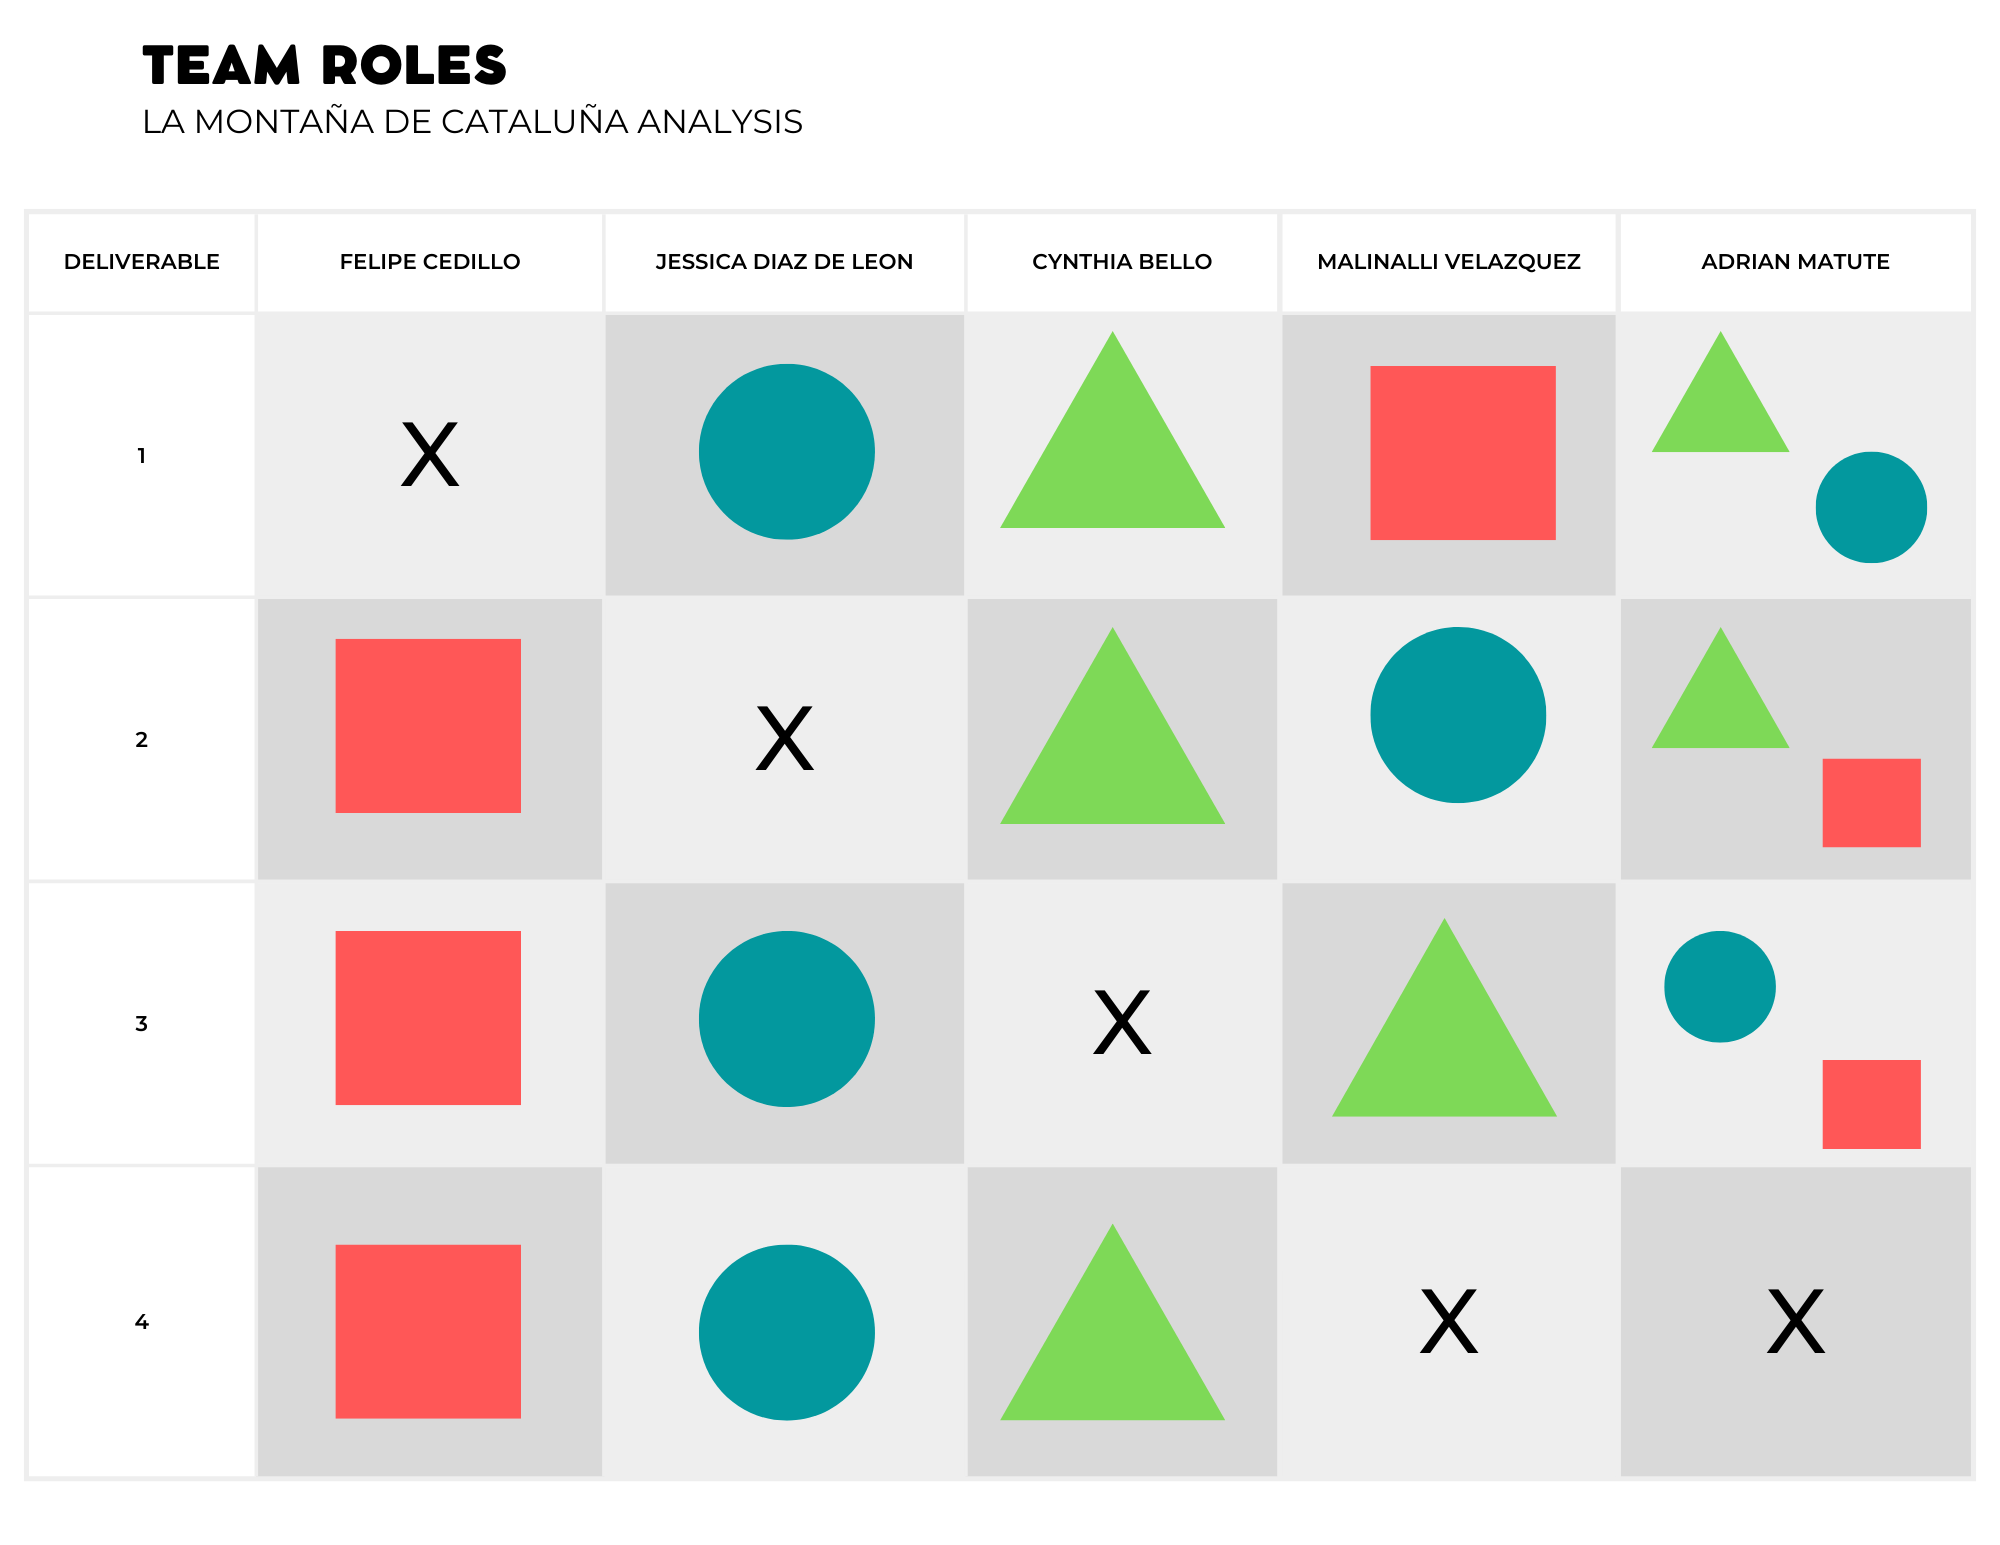 TEAM ROLES
LA MONTAÑA DE CATALUÑA ANALYSIS
DELIVERABLE FELIPE CEDILLO JESSICA DIAZ DE LEON CYNTHIA BELLO MALINALLI VELAZQUEZ ADRIAN MATUTE
1 X
2 X
3 X
4 X X